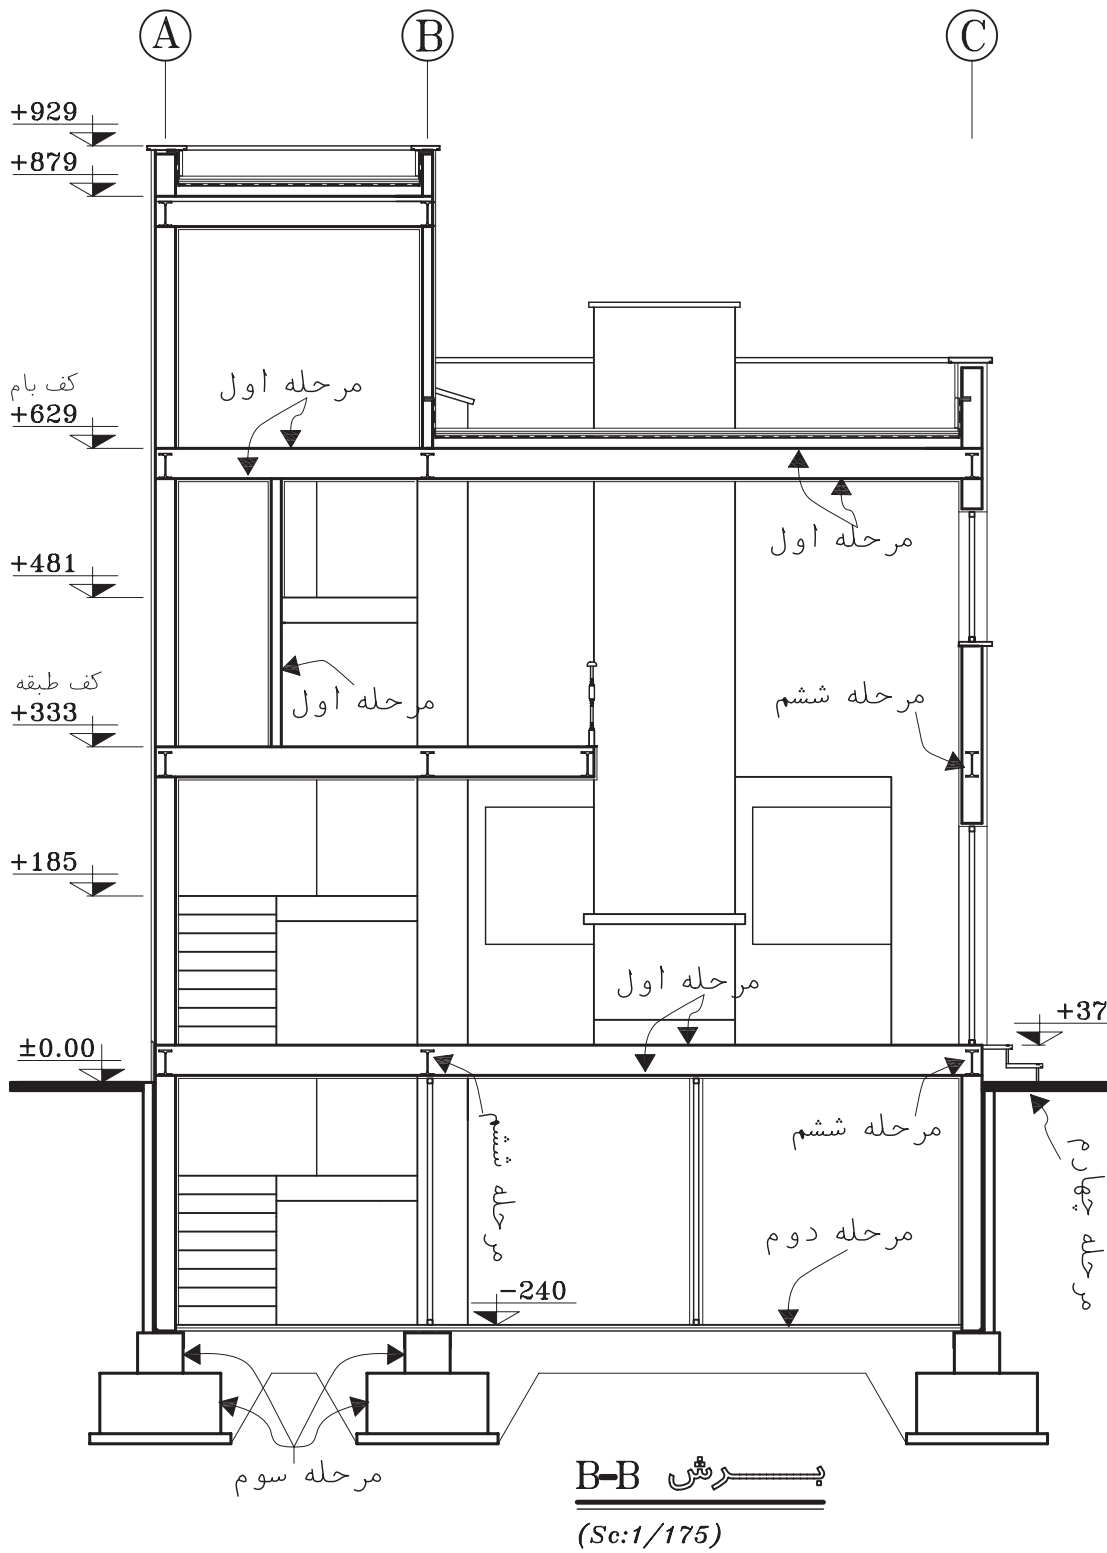 A B C
+929
+879
کف بام
+629
مرحله اول
مرحله اول
+481
کف طبقه
+333
مرحله اول
مرحله ششم
+185
مرحله اول
+37
±0.00
مرحله ششم
مرحله ششم
مرحله چهارم
مرحله دوم
-240
مرحله سوم
برش B-B
(Sc:1/175)